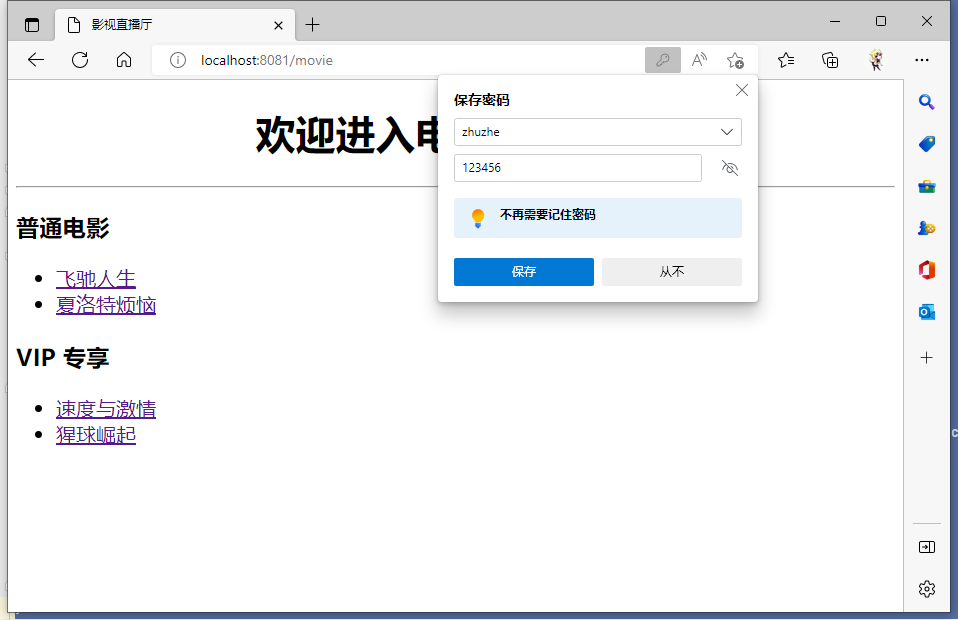 影视直播厅
localhost:8081/movie
保存密码
zhuzhe
123456
不再需要记住密码
保存
从不
欢迎进入
普通电影
飞驰人生
夏洛特烦恼
VIP 专享
速度与激情
猩球崛起